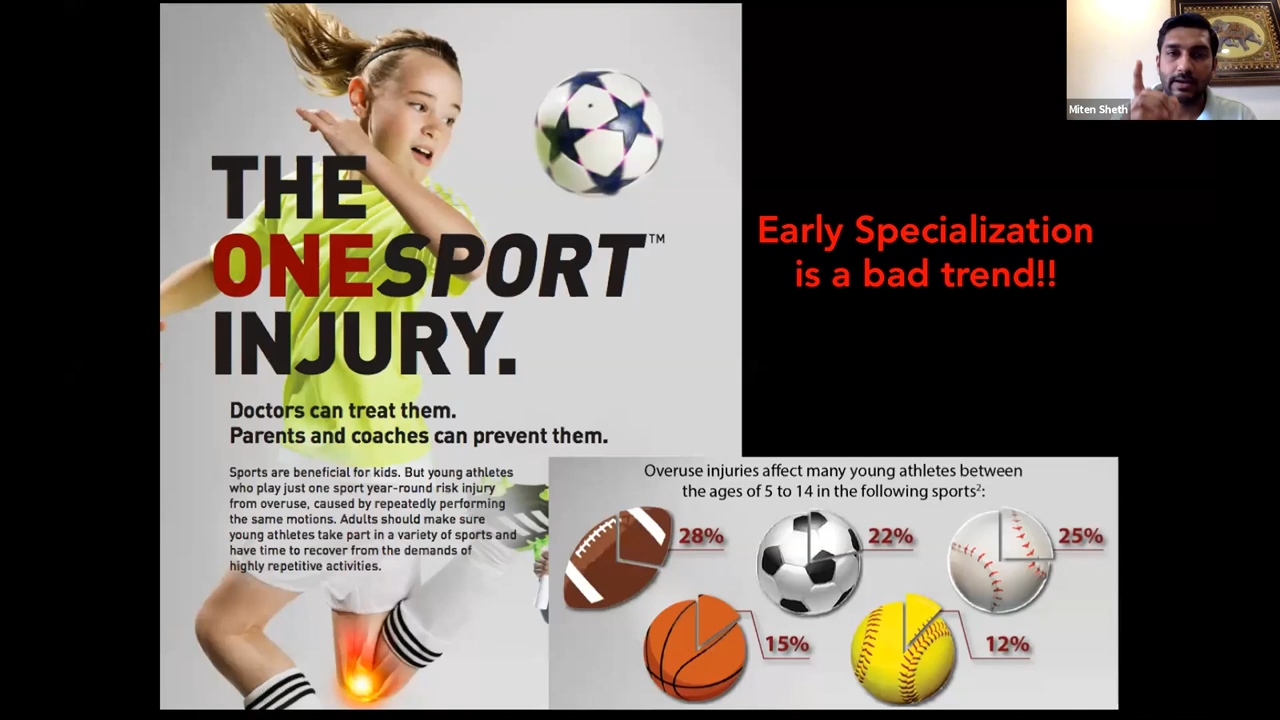 THE
ONESPORT™
INJURY.
Doctors can treat them.
Parents and coaches can prevent them.
Sports are beneficial for kids. But young athletes
who play just one sport year-round risk injury
from overuse, caused by repeatedly performing
the same motions. Adults should make sure
young athletes take part in a variety of sports and
have time to recover from the demands of
highly repetitive activities.
Early Specialization
is a bad trend!!
Miten Sheth
Overuse injuries affect many young athletes between
the ages of 5 to 14 in the following sports²:
28%
22%
25%
15%
12%